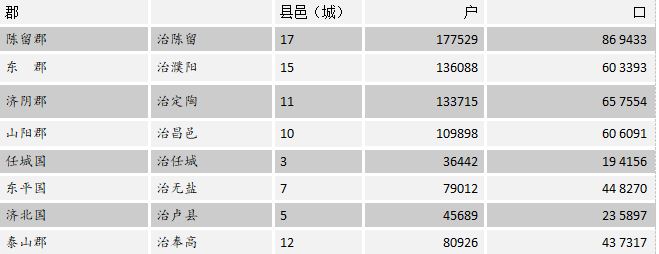 郡 县邑（城） 户 口
陈留郡 治陈留 17 177529 86 9433
东　郡 治濮阳 15 136088 60 3393
济阴郡 治定陶 11 133715 65 7554
山阳郡 治昌邑 10 109898 60 6091
任城国 治任城 3 36442 19 4156
东平国 治无盐 7 79012 44 8270
济北国 治卢县 5 45689 23 5897
泰山郡 治奉高 12 80926 43 7317